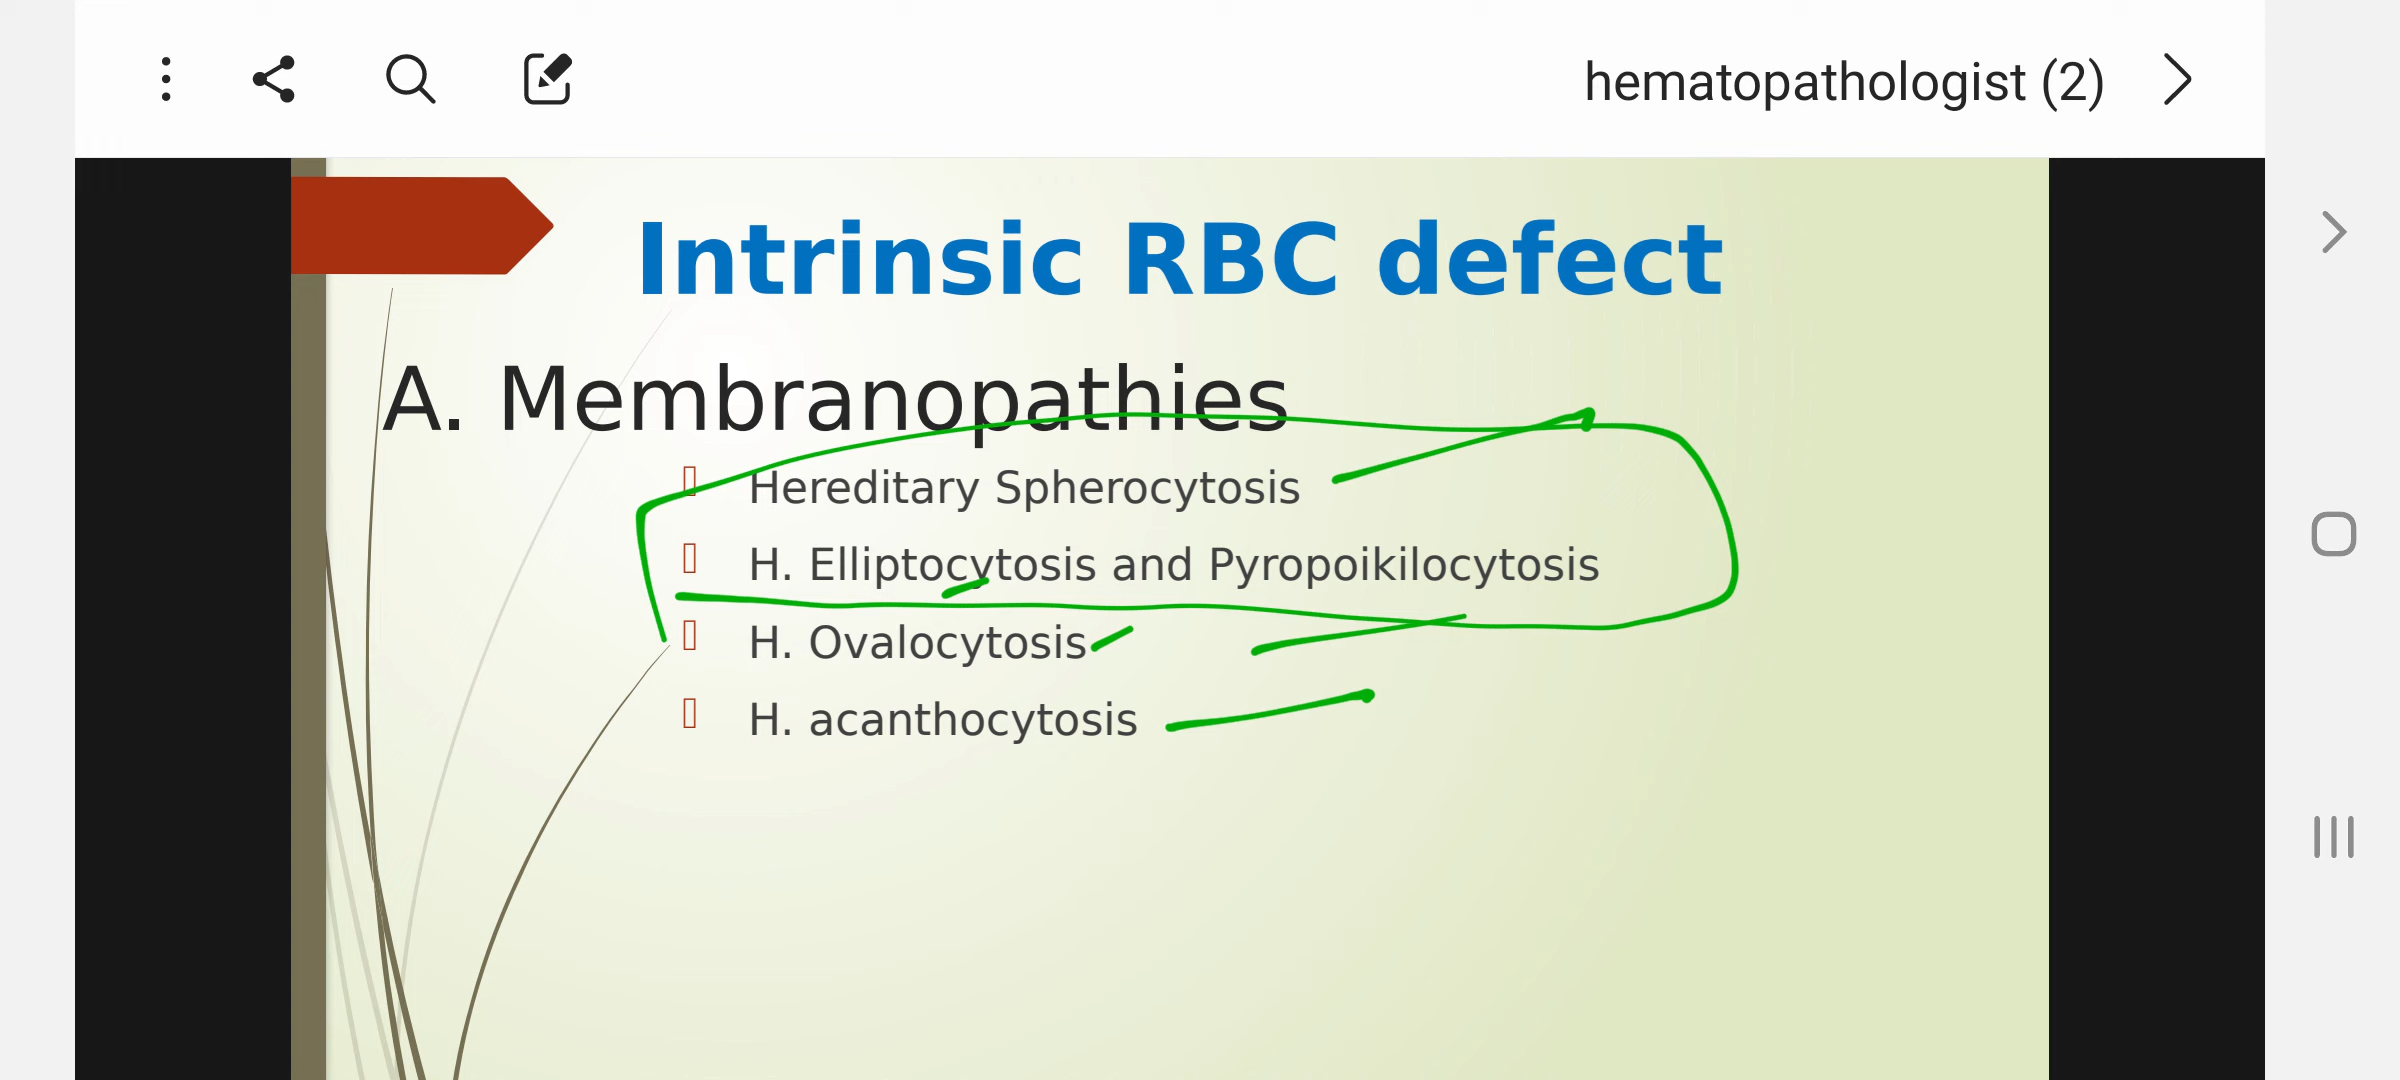 hematopathologist (2)
Intrinsic RBC defect
A. Membranopathies
Hereditary Spherocytosis
H. Elliptocytosis and Pyropoikilocytosis
H. Ovalocytosis
H. acanthocytosis